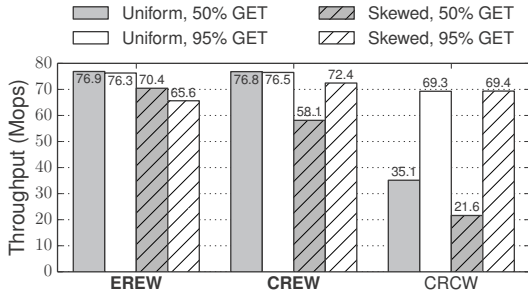 Uniform, 50% GET
Skewed, 50% GET
Uniform, 95% GET
Skewed, 95% GET
Throughput (Mops)
80
70
60
50
40
30
20
10
0
76.9
76.3
70.4
65.6
76.8
76.5
58.1
72.4
35.1
69.3
21.6
69.4
EREW
CREW
CRCW